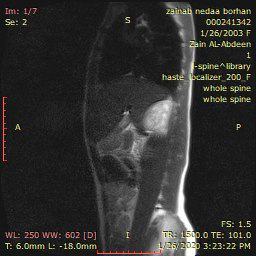 Im: 1/7
Se: 2
S
zainab nedaa borhan
000241342
1/26/2003 F
Zain AL-Abdeen
1
l-spine^library
haste_localizer_200_F
whole spine
whole spine
A
P
WL: 250 WW: 602 [D]
T: 6.0mm L: -18.0mm
I
FS: 1.5
TR: 1500.0 TE: 101.0
1/26/2020 3:23:22 PM